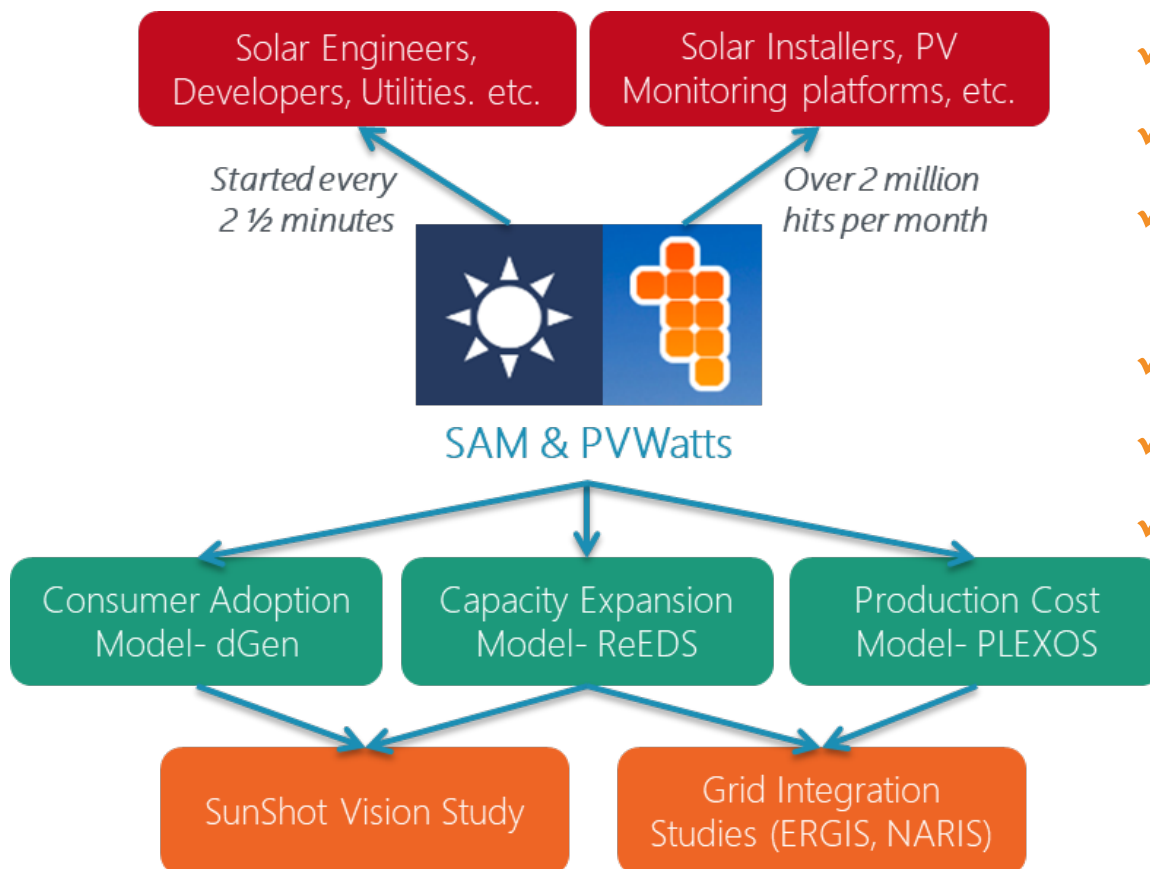 Solar Engineers,
Developers, Utilities. etc.
Solar Installers, PV
Monitoring platforms, etc.
Started every
2 ½ minutes
Over 2 million
hits per month
SAM & PVWatts
Consumer Adoption
Model- dGen
Capacity Expansion
Model- ReEDS
Production Cost
Model- PLEXOS
SunShot Vision Study
Grid Integration
Studies (ERGIS, NARIS)